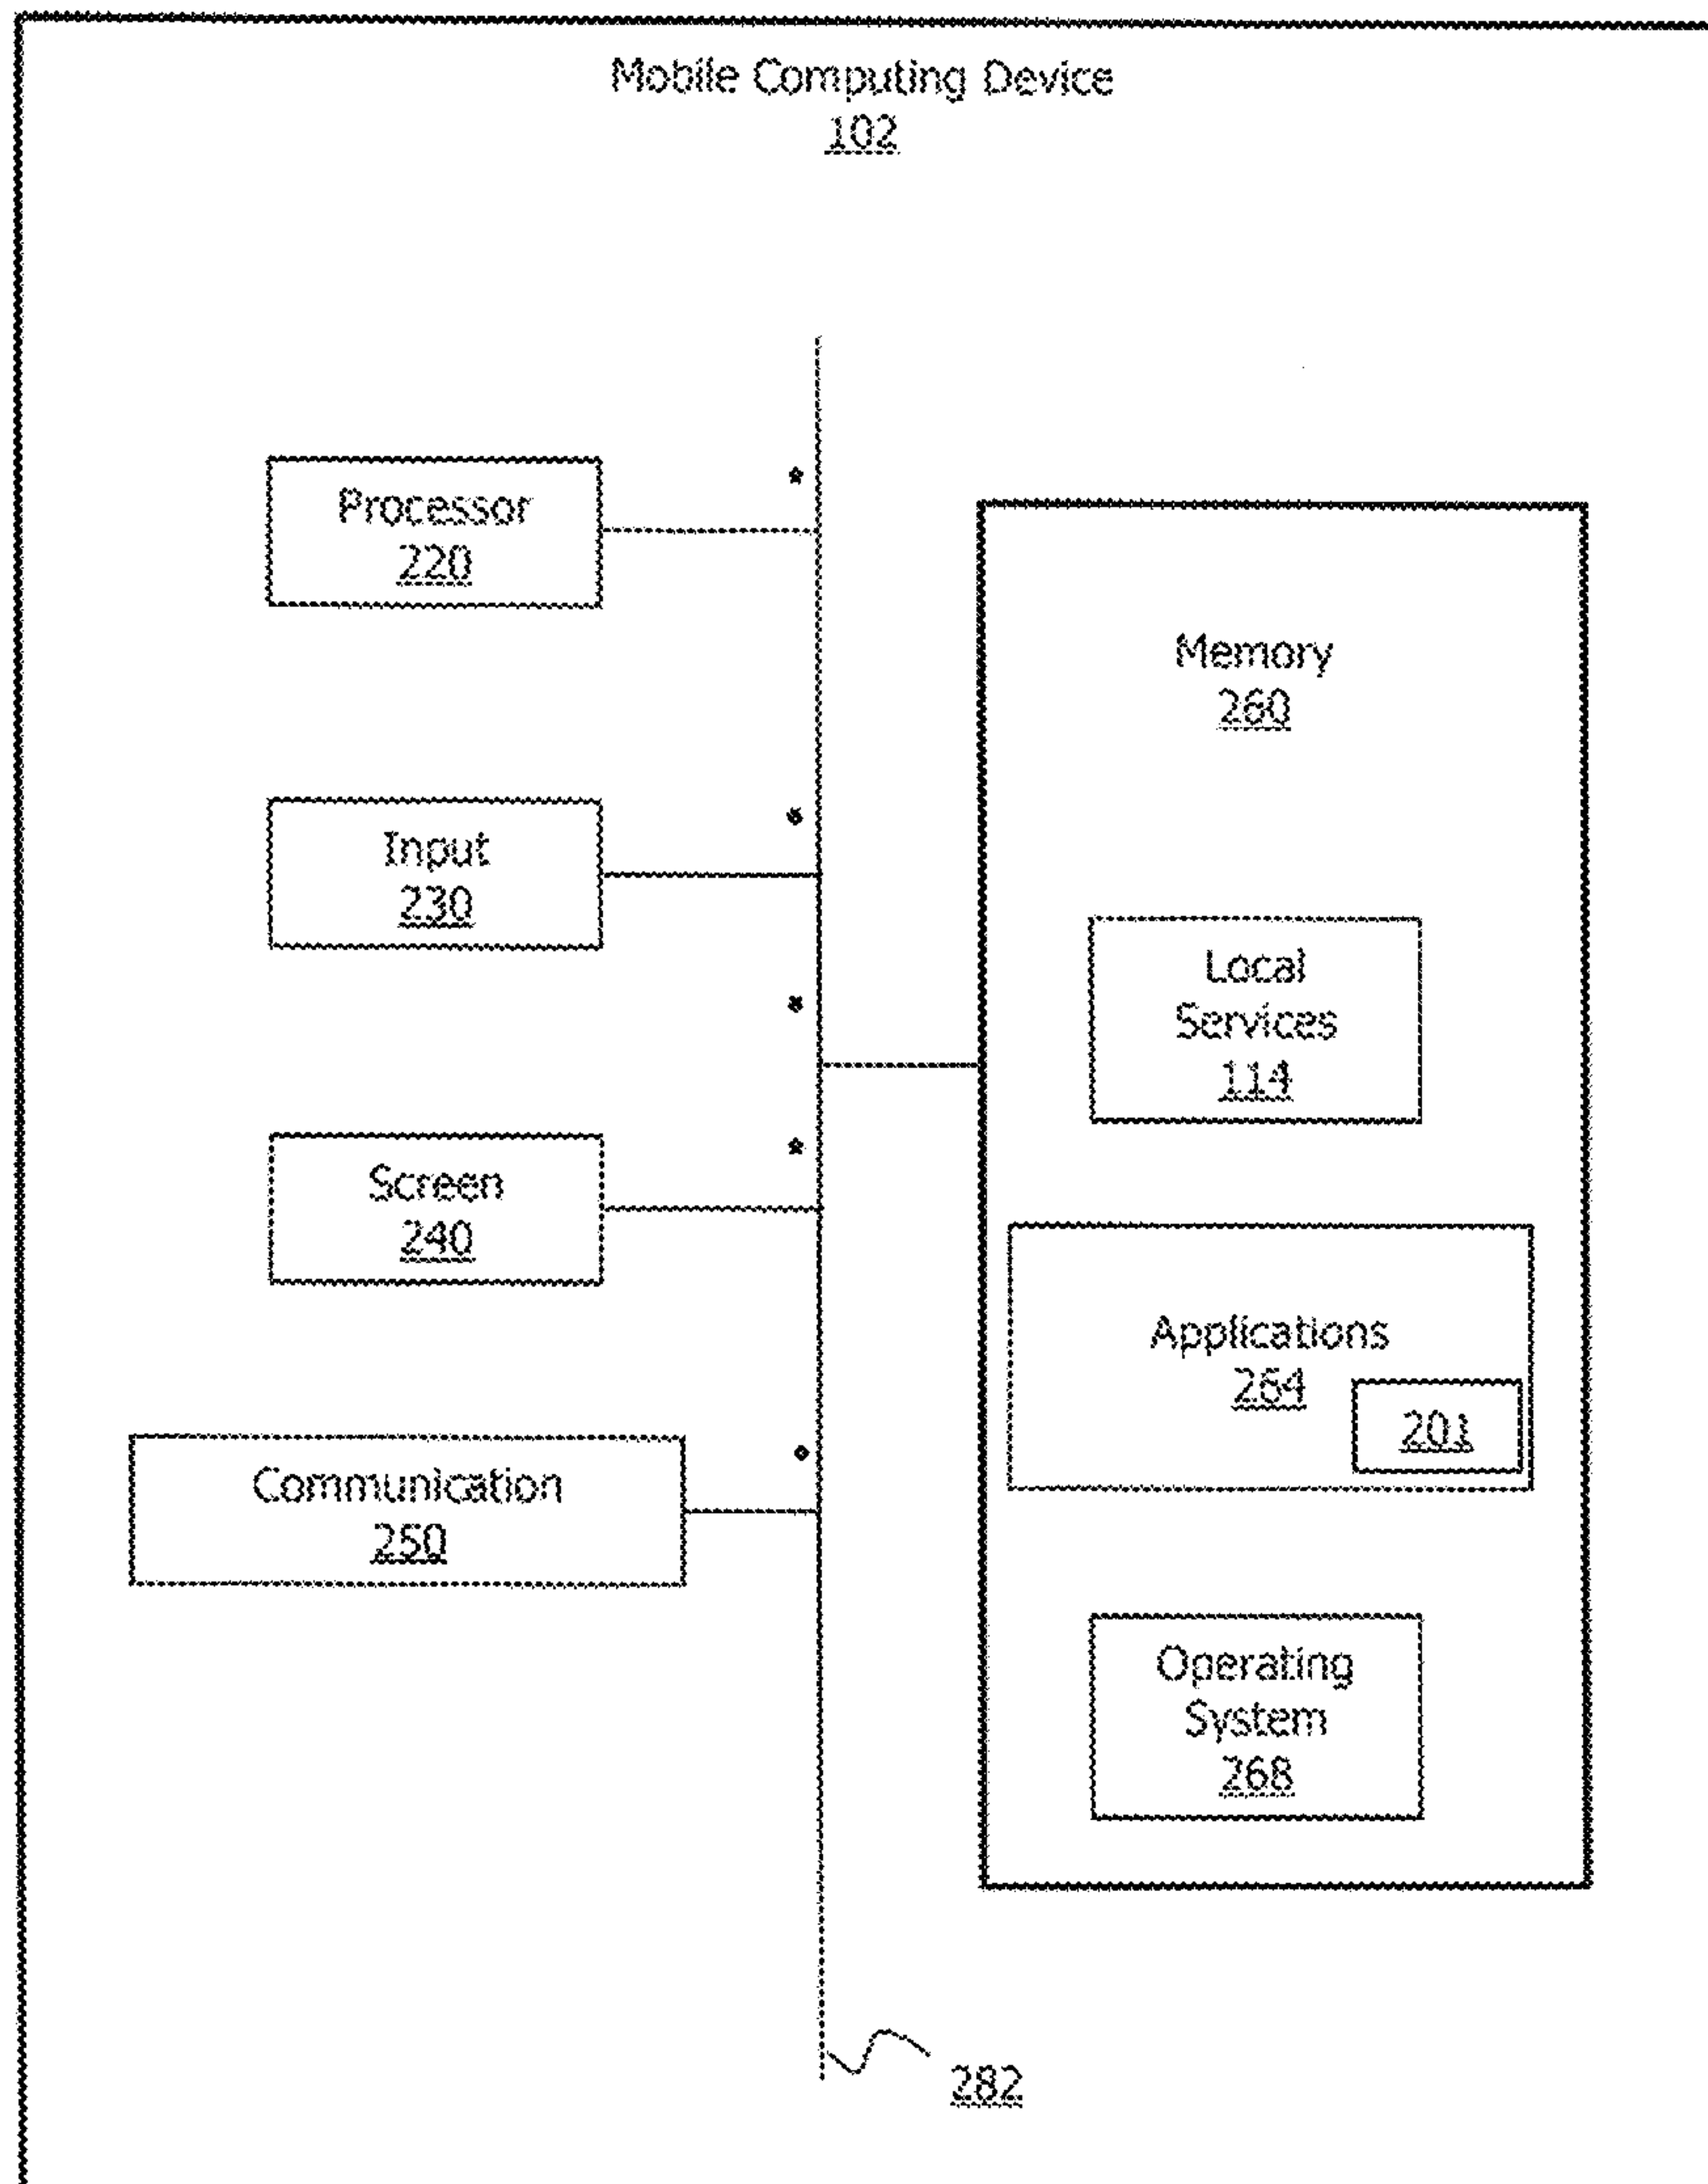 Mobile Computing Device
102
Processor
220
Input
230
Screen
240
Communication
250
Memory
260
Local
Services
114
Applications
264
201
Operating
System
268
282